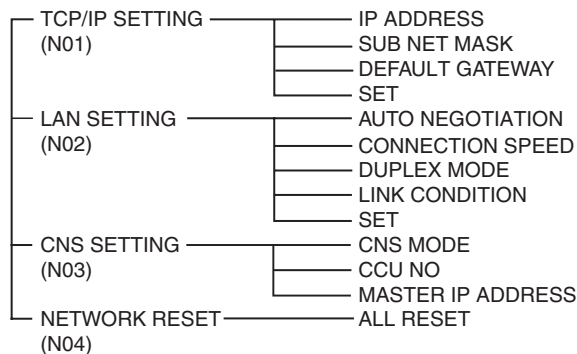 TCP/IP SETTING IP ADDRESS
(N01) SUB NET MASK
DEFAULT GATEWAY
SET
LAN SETTING AUTO NEGOTIATION
(N02) CONNECTION SPEED
DUPLEX MODE
LINK CONDITION
SET
CNS SETTING CNS MODE
(N03) CCU NO
MASTER IP ADDRESS
NETWORK RESET ALL RESET
(N04)